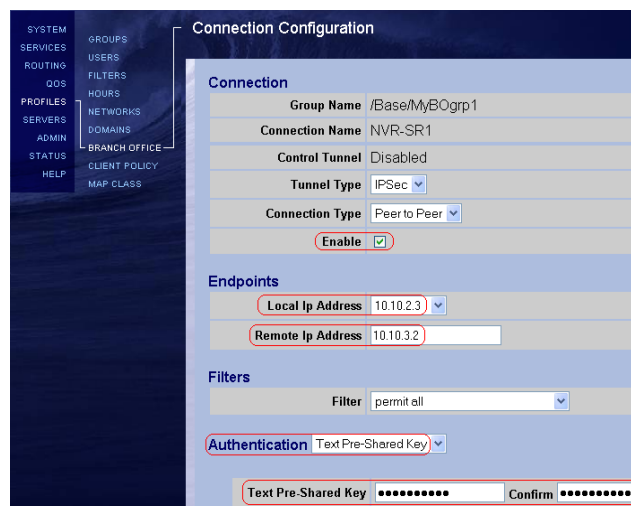 SYSTEM
SERVICES
ROUTING
QOS
PROFILES
SERVERS
ADMIN
STATUS
HELP
GROUPS
USERS
FILTERS
HOURS
NETWORKS
DOMAINS
BRANCH OFFICE
CLIENT POLICY
MAP CLASS
Connection Configuration
Connection
Group Name /Base/MyBOgrp1
Connection Name NVR-SR1
Control Tunnel Disabled
Tunnel Type IPSec
Connection Type Peer to Peer
Enable
Endpoints
Local Ip Address 10.10.2.3
Remote Ip Address 10.10.3.2
Filters
Filter permit all
Authentication Text Pre-Shared Key
Text Pre-Shared Key ●●●●●●●●●● Confirm ●●●●●●●●●●